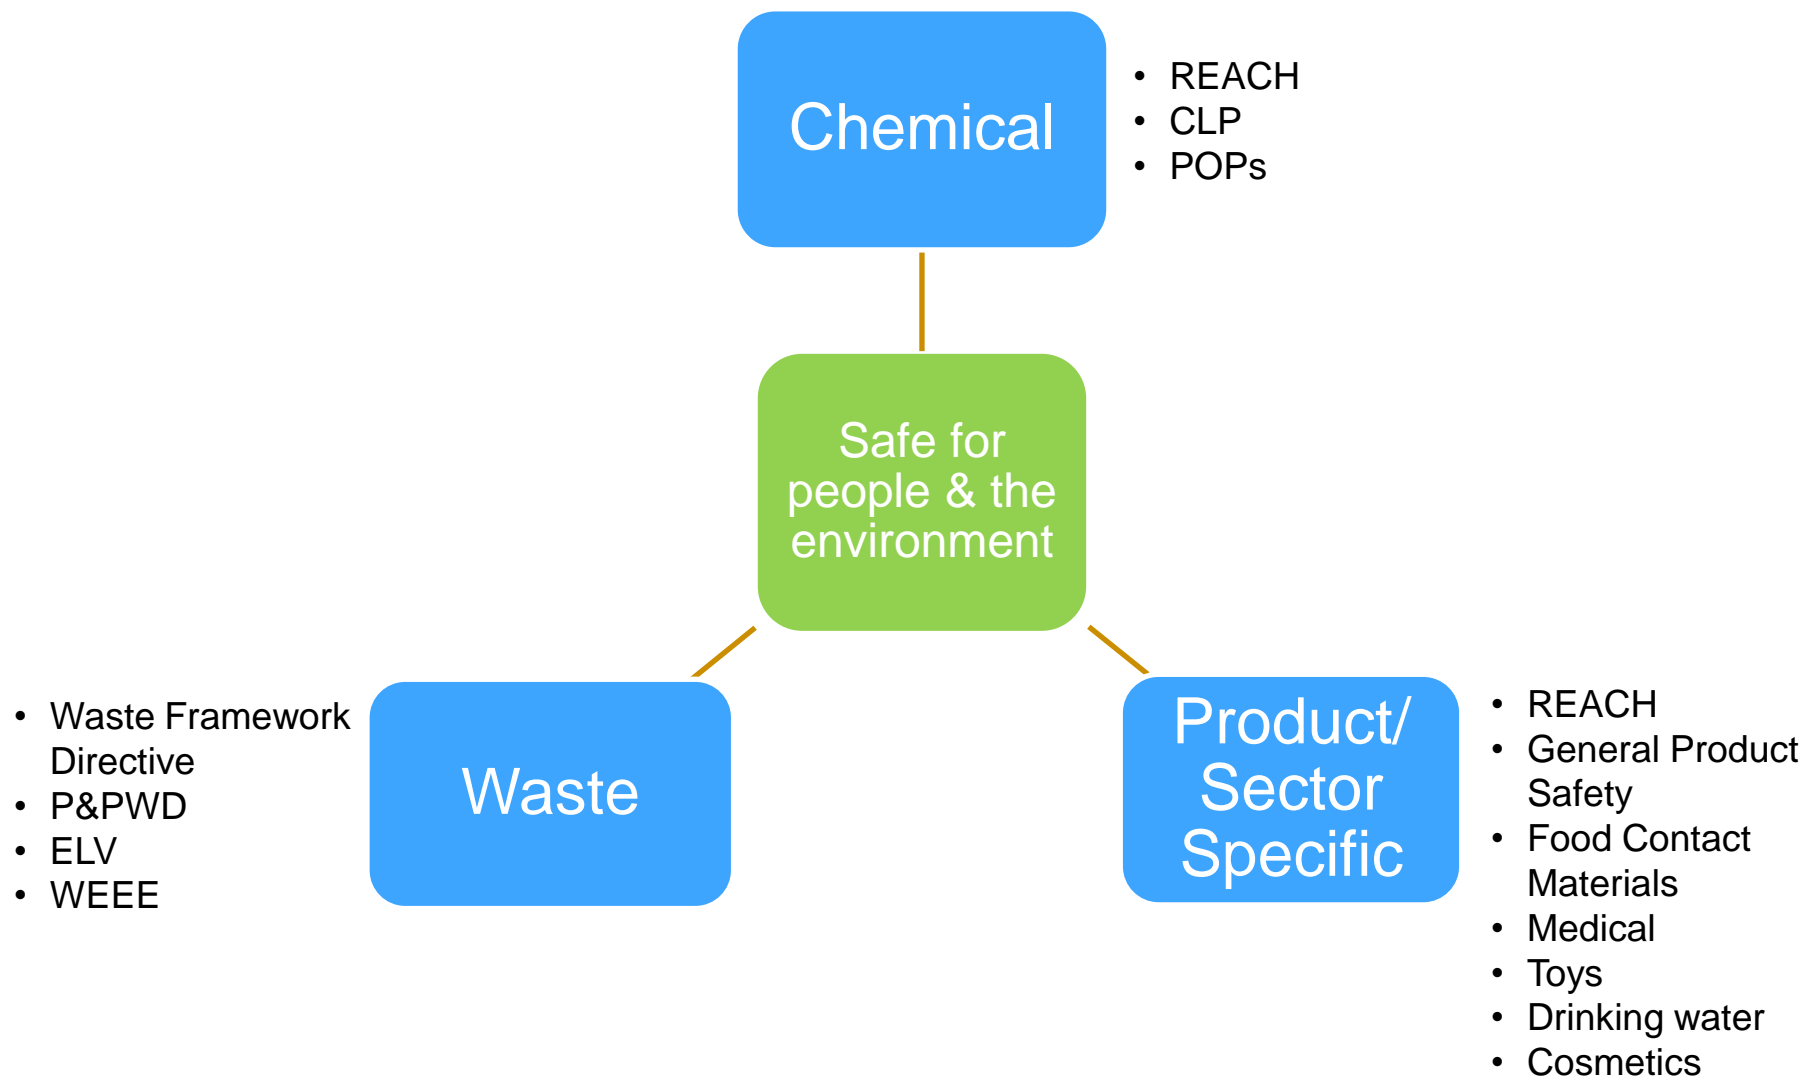 Chemical
• REACH
• CLP
• POPs
Safe for
people & the
environment
• Waste Framework
Directive
• P&PWD
• ELV
• WEEE
Waste
Product/
Sector
Specific
• REACH
• General Product
Safety
• Food Contact
Materials
• Medical
• Toys
• Drinking water
• Cosmetics